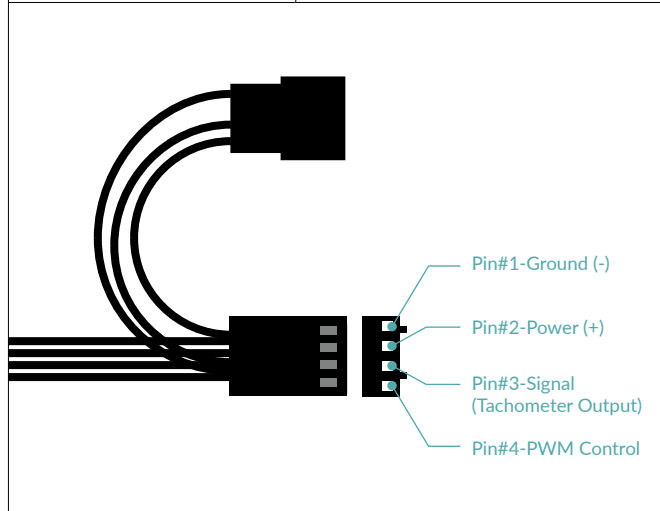 Pin#1-Ground (-)
Pin#2-Power (+)
Pin#3-Signal
(Tachometer Output)
Pin#4-PWM Control